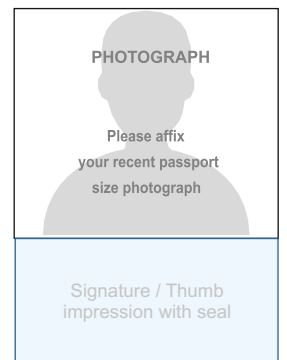 PHOTOGRAPH
Please affix
your recent passport
size photograph
Signature / Thumb
impression with seal